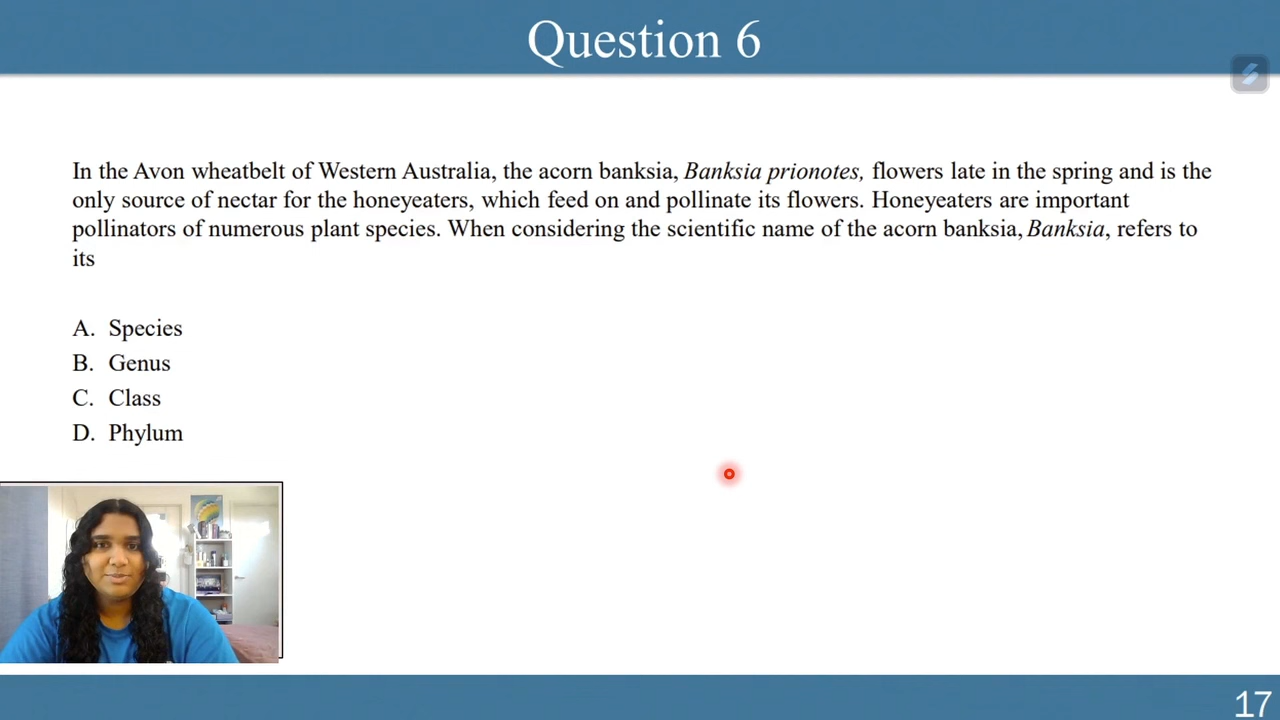 Question 6
In the Avon wheatbelt of Western Australia, the acorn banksia, Banksia prionotes, flowers late in the spring and is the
only source of nectar for the honeyeaters, which feed on and pollinate its flowers. Honeyeaters are important
pollinators of numerous plant species. When considering the scientific name of the acorn banksia, Banksia, refers to
its
A. Species
B. Genus
C. Class
D. Phylum
17